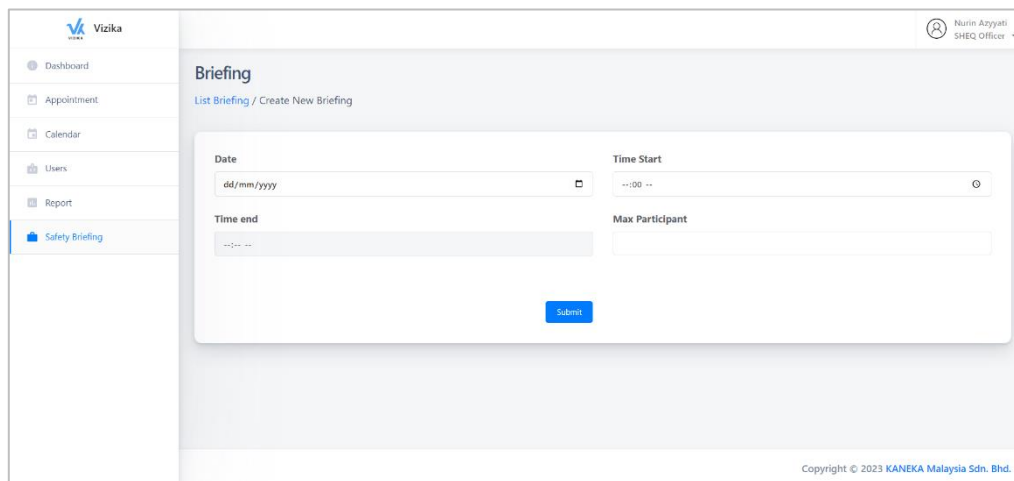 Vizika
Nurin Azyyati
SHEQ Officer
Dashboard
Appointment
Calendar
Users
Report
Safety Briefing
Briefing
List Briefing / Create New Briefing
Date
Time Start
dd/mm/yyyy
--:00 --
Time end
Max Participant
--:-- --
Submit
Copyright © 2023 KANEKA Malaysia Sdn. Bhd.